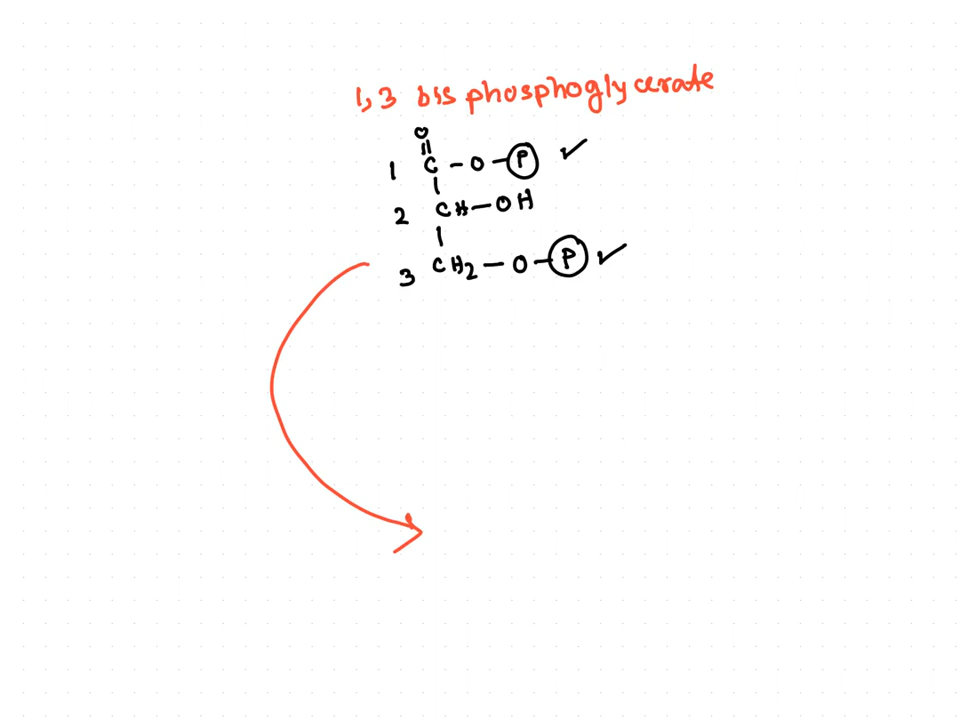 1,3 bis phosphoglycerate
O
||
1 C - O - P ✓
|
2 CH - OH
|
3 CH2 - O - P ✓